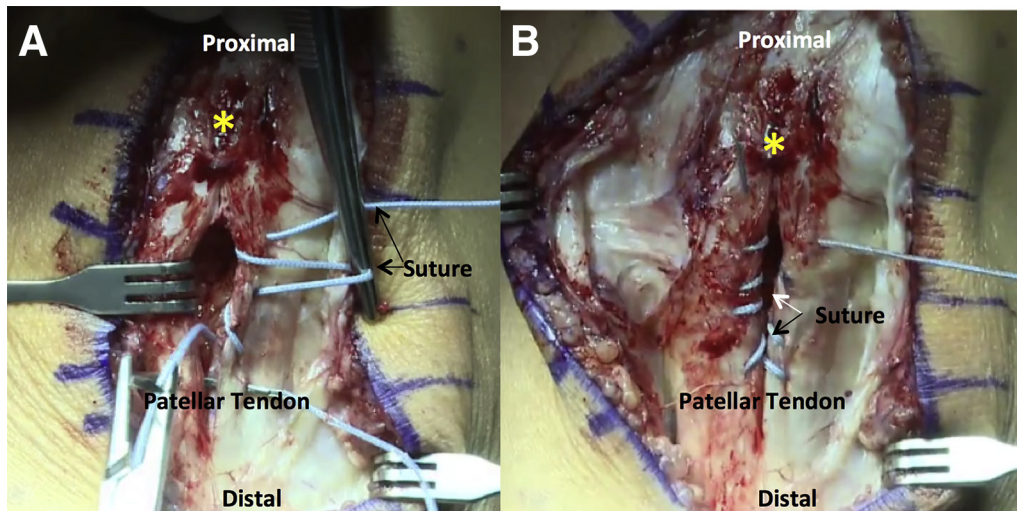 A
Proximal
*
Suture
Patellar Tendon
Distal
B
Proximal
*
Suture
Patellar Tendon
Distal